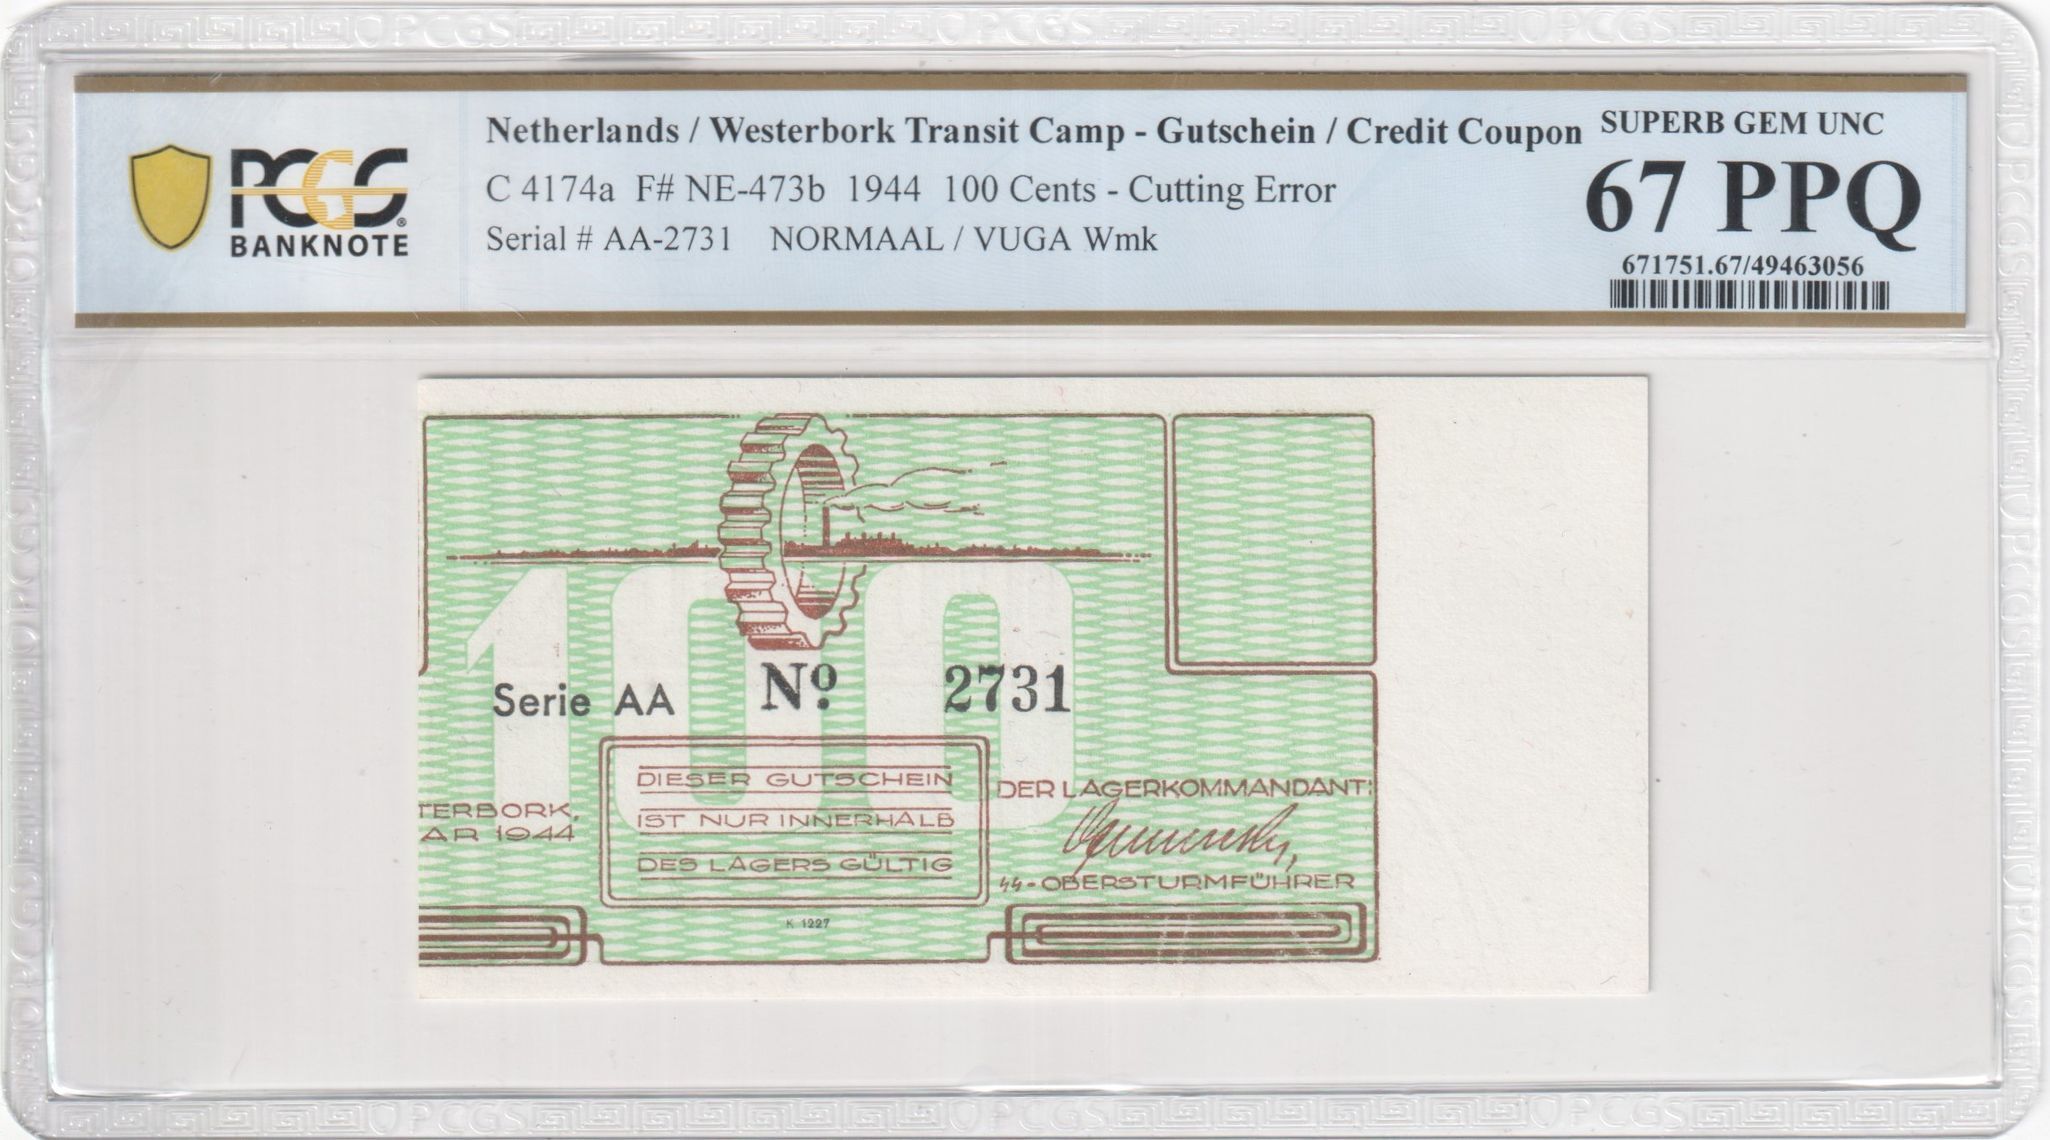 PCGS
BANKNOTE
Netherlands / Westerbork Transit Camp - Gutschein / Credit Coupon
C 4174a F# NE-473b 1944 100 Cents - Cutting Error
Serial # AA-2731 NORMAAL / VUGA Wmk
SUPERB GEM UNC
67 PPQ
671751.67/49463056
100
Serie AA No 2731
TERBORK,
AR 1944
DIESER GUTSCHEIN
IST NUR INNERHALB
DES LAGERS GÜLTIG
DER LAGERKOMMANDANT:
SS-OBERSTURMFÜHRER
K 1227